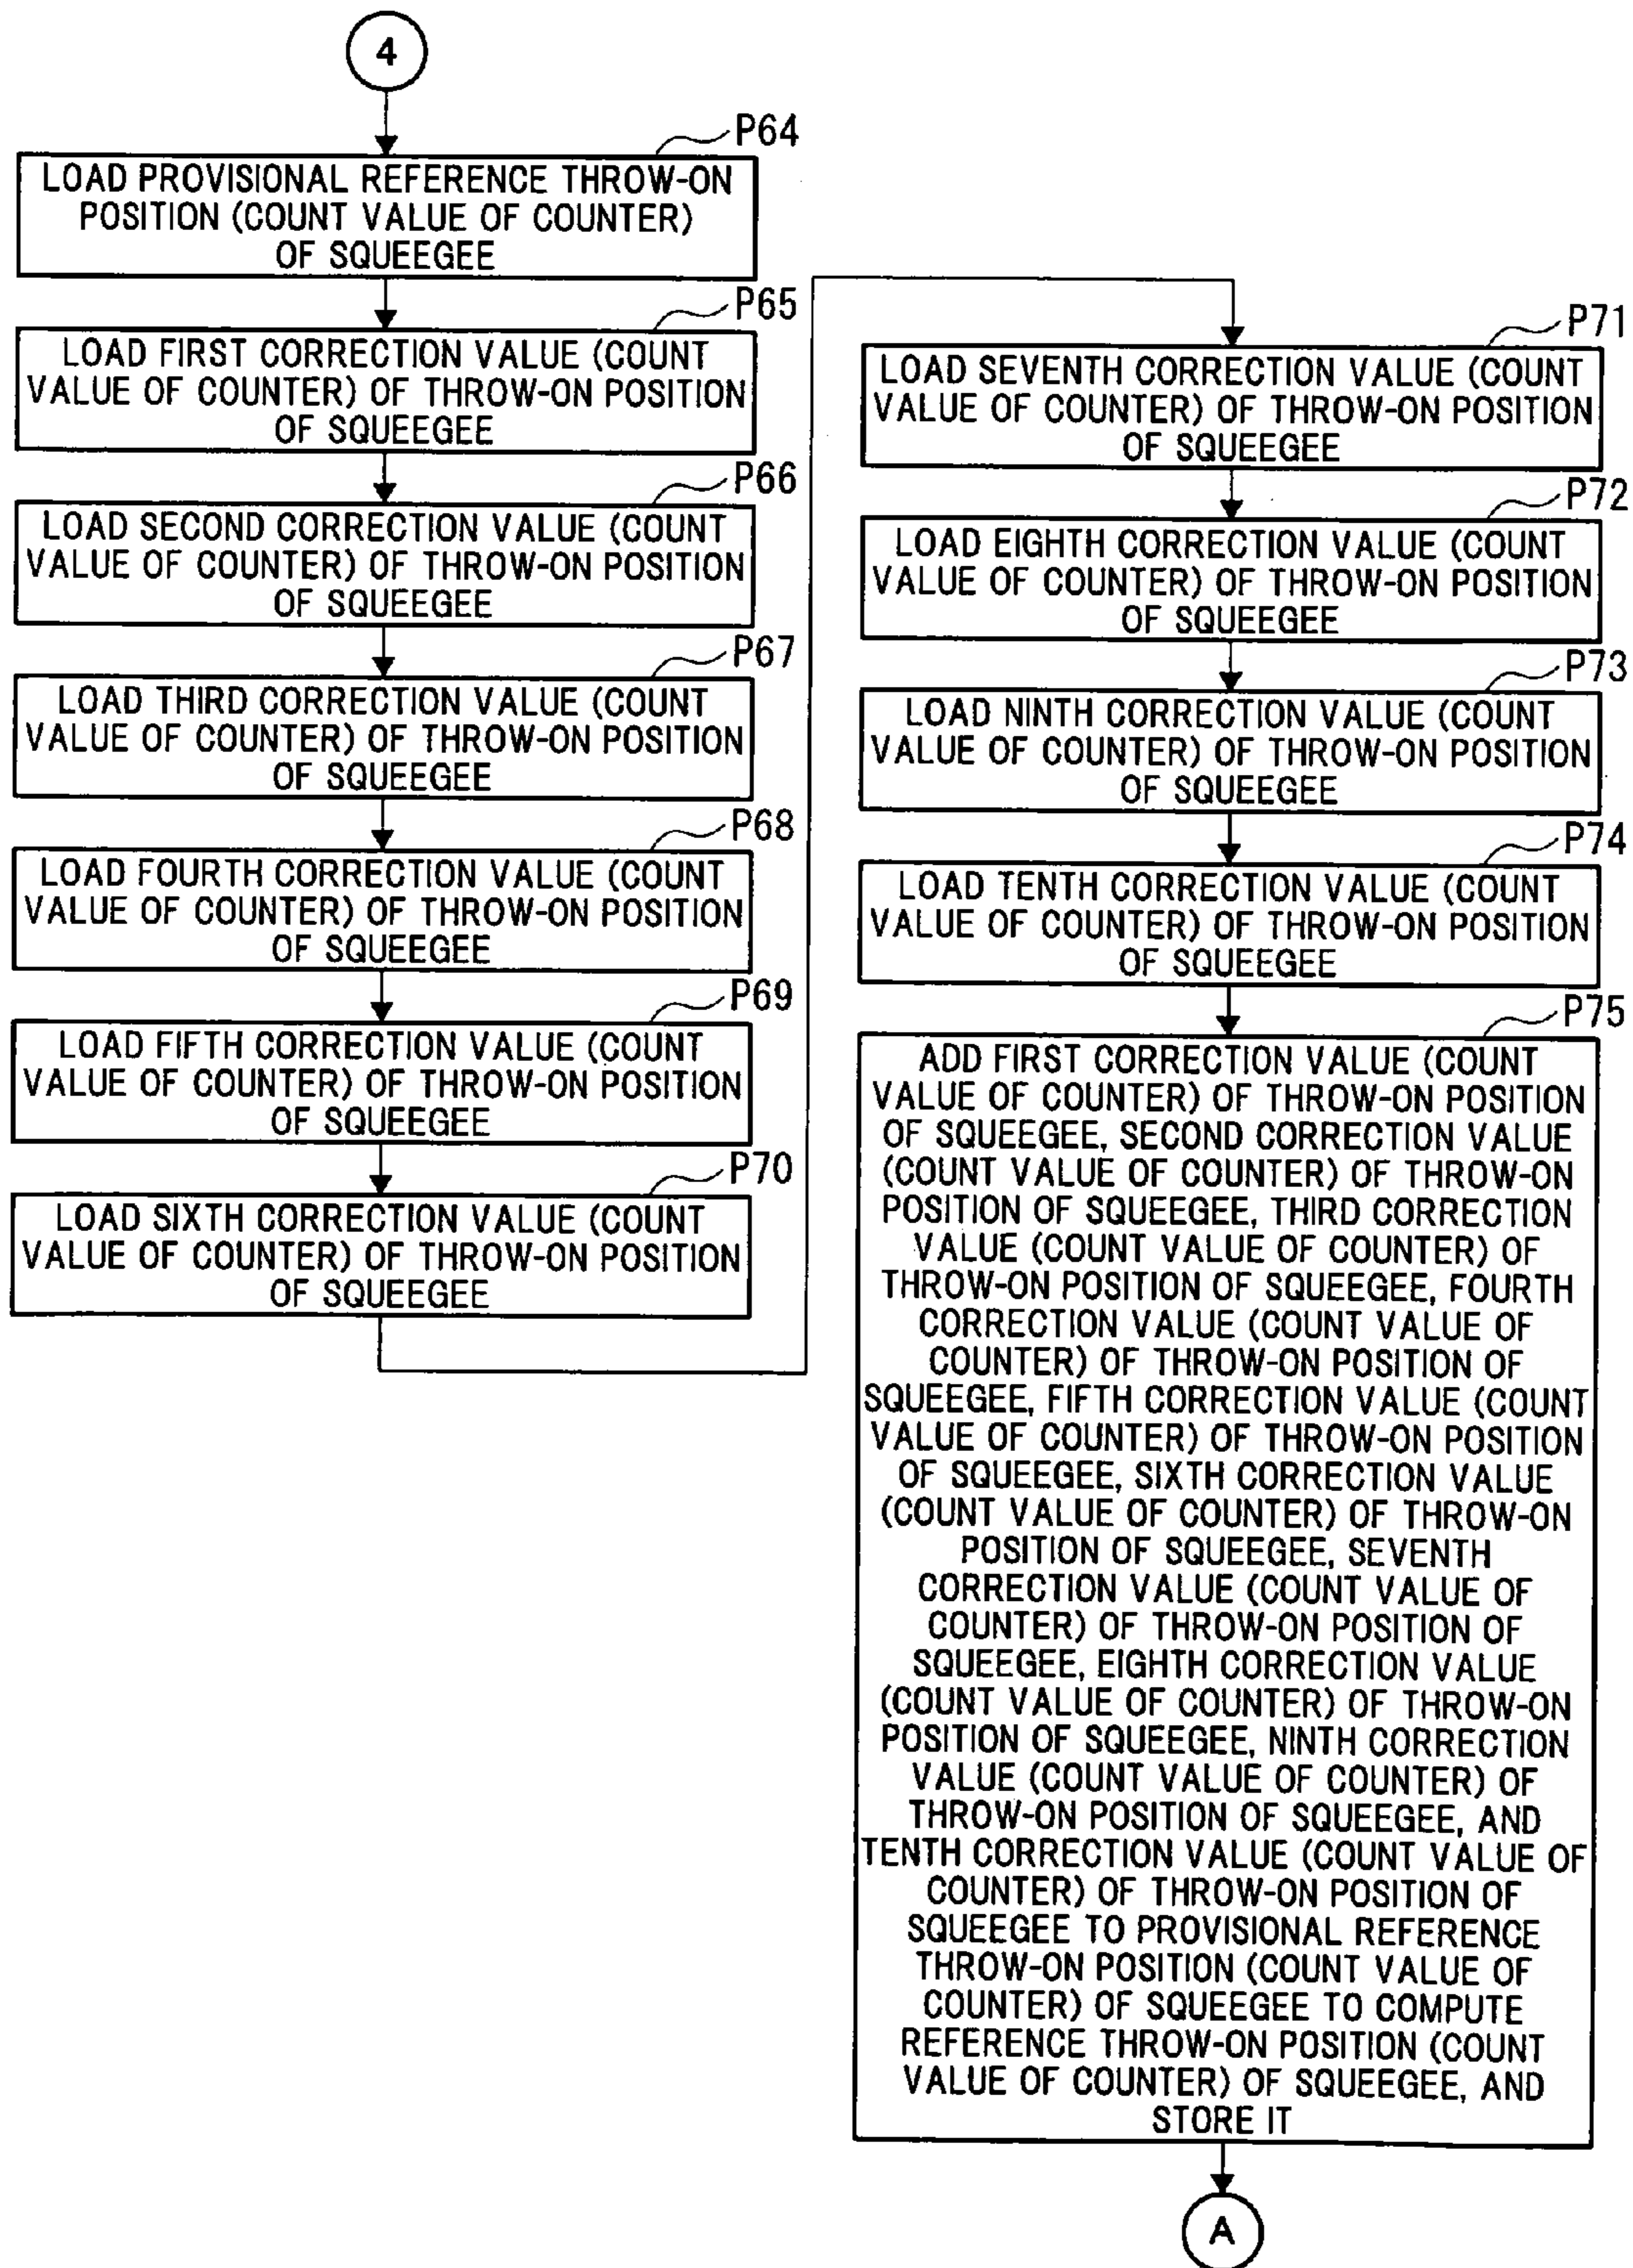 4
P64
LOAD PROVISIONAL REFERENCE THROW-ON
POSITION (COUNT VALUE OF COUNTER)
OF SQUEEGEE
P65
LOAD FIRST CORRECTION VALUE (COUNT
VALUE OF COUNTER) OF THROW-ON POSITION
OF SQUEEGEE
P66
LOAD SECOND CORRECTION VALUE (COUNT
VALUE OF COUNTER) OF THROW-ON POSITION
OF SQUEEGEE
P67
LOAD THIRD CORRECTION VALUE (COUNT
VALUE OF COUNTER) OF THROW-ON POSITION
OF SQUEEGEE
P68
LOAD FOURTH CORRECTION VALUE (COUNT
VALUE OF COUNTER) OF THROW-ON POSITION
OF SQUEEGEE
P69
LOAD FIFTH CORRECTION VALUE (COUNT
VALUE OF COUNTER) OF THROW-ON POSITION
OF SQUEEGEE
P70
LOAD SIXTH CORRECTION VALUE (COUNT
VALUE OF COUNTER) OF THROW-ON POSITION
OF SQUEEGEE
P71
LOAD SEVENTH CORRECTION VALUE (COUNT
VALUE OF COUNTER) OF THROW-ON POSITION
OF SQUEEGEE
P72
LOAD EIGHTH CORRECTION VALUE (COUNT
VALUE OF COUNTER) OF THROW-ON POSITION
OF SQUEEGEE
P73
LOAD NINTH CORRECTION VALUE (COUNT
VALUE OF COUNTER) OF THROW-ON POSITION
OF SQUEEGEE
P74
LOAD TENTH CORRECTION VALUE (COUNT
VALUE OF COUNTER) OF THROW-ON POSITION
OF SQUEEGEE
P75
ADD FIRST CORRECTION VALUE (COUNT
VALUE OF COUNTER) OF THROW-ON POSITION
OF SQUEEGEE, SECOND CORRECTION VALUE
(COUNT VALUE OF COUNTER) OF THROW-ON
POSITION OF SQUEEGEE, THIRD CORRECTION
VALUE (COUNT VALUE OF COUNTER) OF
THROW-ON POSITION OF SQUEEGEE, FOURTH
CORRECTION VALUE (COUNT VALUE OF
COUNTER) OF THROW-ON POSITION OF
SQUEEGEE, FIFTH CORRECTION VALUE (COUNT
VALUE OF COUNTER) OF THROW-ON POSITION
OF SQUEEGEE, SIXTH CORRECTION VALUE
(COUNT VALUE OF COUNTER) OF THROW-ON
POSITION OF SQUEEGEE, SEVENTH
CORRECTION VALUE (COUNT VALUE OF
COUNTER) OF THROW-ON POSITION OF
SQUEEGEE, EIGHTH CORRECTION VALUE
(COUNT VALUE OF COUNTER) OF THROW-ON
POSITION OF SQUEEGEE, NINTH CORRECTION
VALUE (COUNT VALUE OF COUNTER) OF
THROW-ON POSITION OF SQUEEGEE, AND
TENTH CORRECTION VALUE (COUNT VALUE OF
COUNTER) OF THROW-ON POSITION OF
SQUEEGEE TO PROVISIONAL REFERENCE
THROW-ON POSITION (COUNT VALUE OF
COUNTER) OF SQUEEGEE TO COMPUTE
REFERENCE THROW-ON POSITION (COUNT
VALUE OF COUNTER) OF SQUEEGEE, AND
STORE IT
A